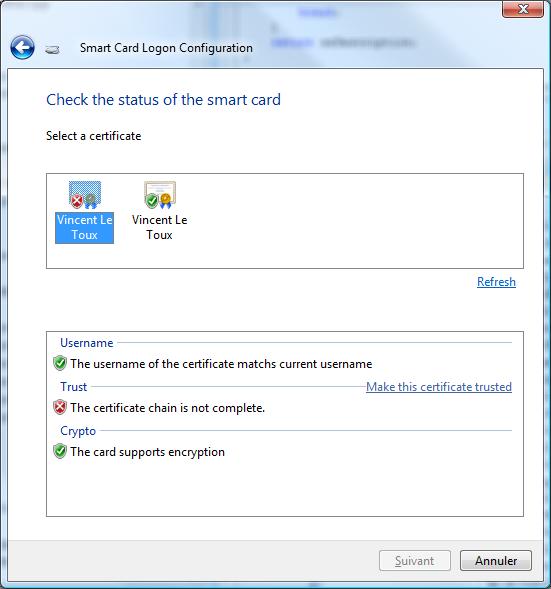 Smart Card Logon Configuration
Check the status of the smart card
Select a certificate
Vincent Le
Toux
Vincent Le
Toux
Refresh
Username
The username of the certificate matchs current username
Trust
Make this certificate trusted
The certificate chain is not complete.
Crypto
The card supports encryption
Suivant
Annuler